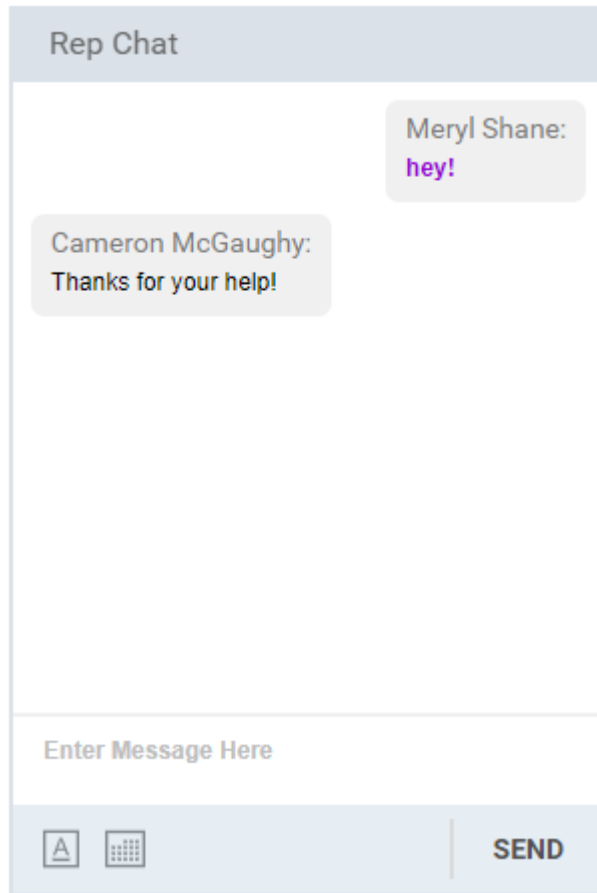 Rep Chat
Meryl Shane:
hey!
Cameron McGaughy:
Thanks for your help!
Enter Message Here
A
SEND